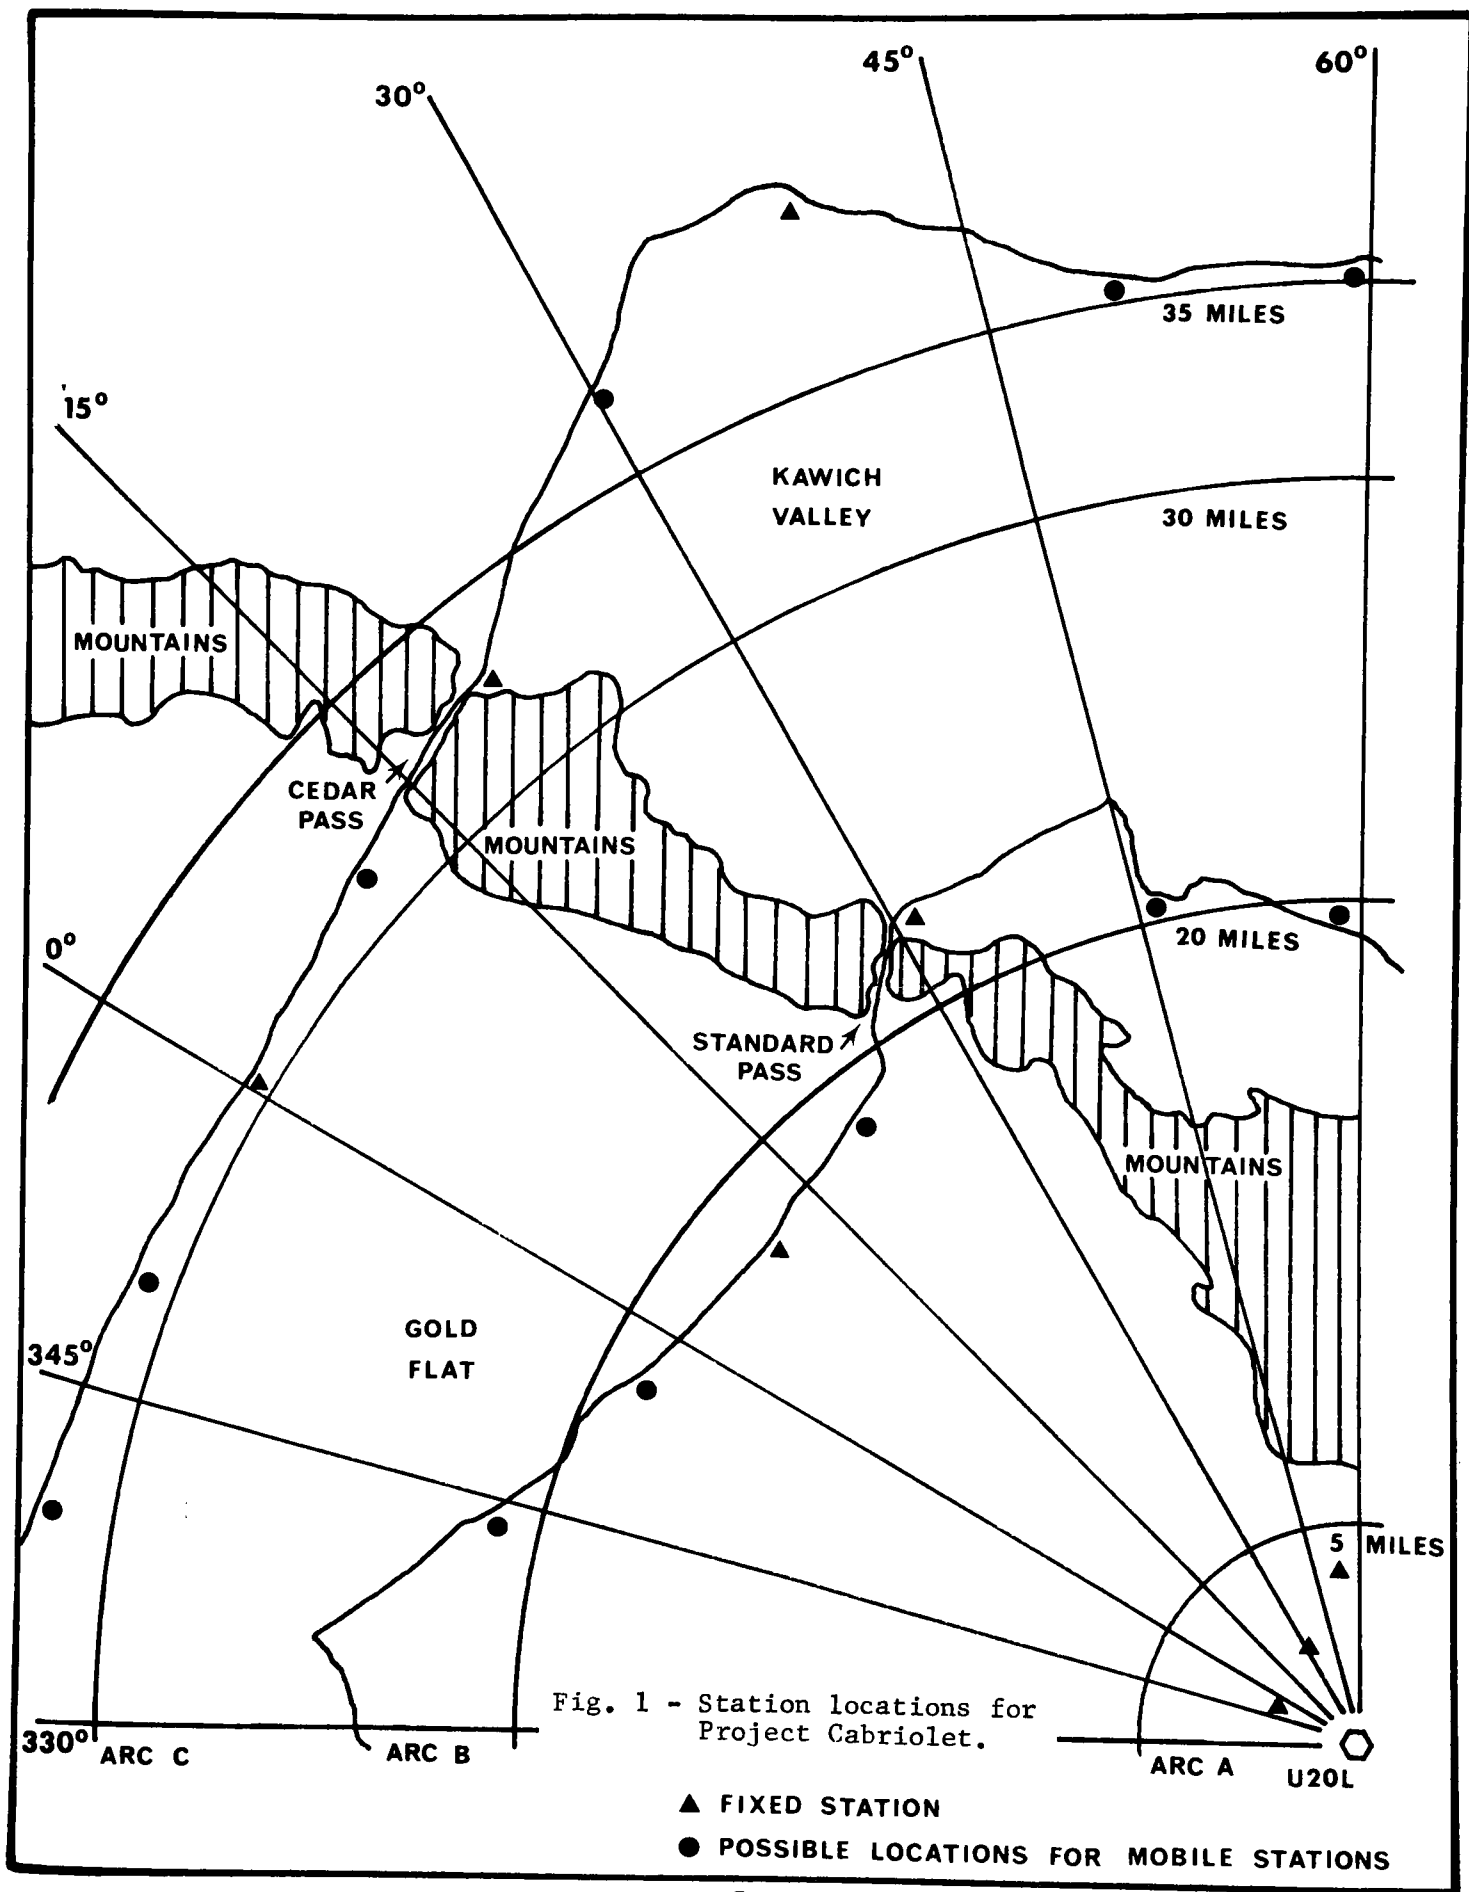 45°
60°
30°
35 MILES
15°
KAWICH
VALLEY
30 MILES
MOUNTAINS
CEDAR
PASS
MOUNTAINS
0°
20 MILES
STANDARD
PASS
MOUNTAINS
GOLD
FLAT
345°
5 MILES
Fig. 1 - Station locations for
Project Cabriolet.
330°
ARC C
ARC B
ARC A
U20L
▲ FIXED STATION
● POSSIBLE LOCATIONS FOR MOBILE STATIONS